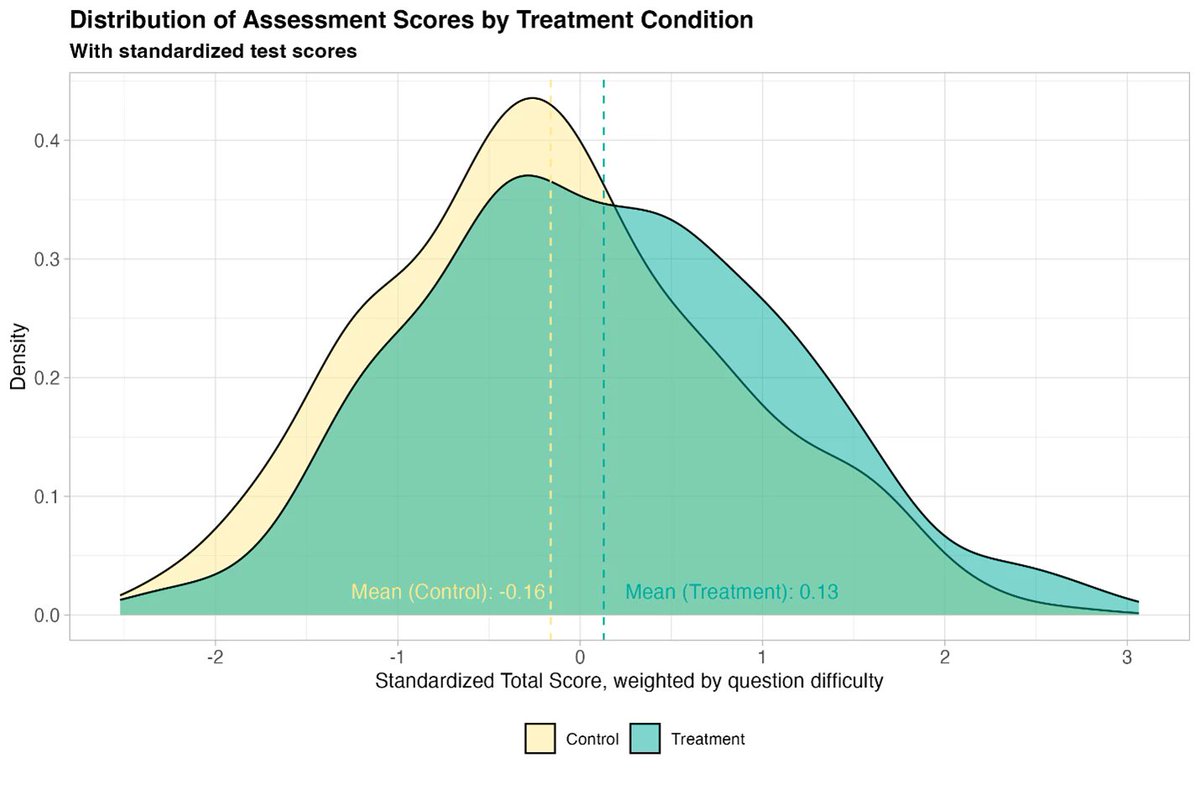 Distribution of Assessment Scores by Treatment Condition
With standardized test scores
Density
0.4
0.3
0.2
0.1
0.0
Mean (Control): -0.16
Mean (Treatment): 0.13
-2 -1 0 1 2 3
Standardized Total Score, weighted by question difficulty
Control Treatment